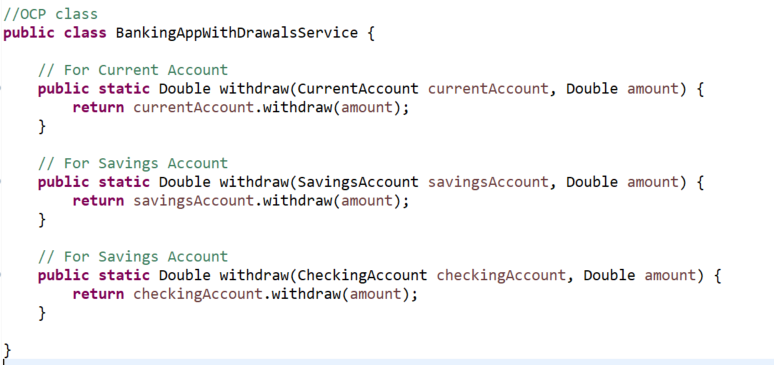 //OCP class
public class BankingAppWithDrawalsService {
// For Current Account
public static Double withdraw(CurrentAccount currentAccount, Double amount) {
return currentAccount.withdraw(amount);
}
// For Savings Account
public static Double withdraw(SavingsAccount savingsAccount, Double amount) {
return savingsAccount.withdraw(amount);
}
// For Savings Account
public static Double withdraw(CheckingAccount checkingAccount, Double amount) {
return checkingAccount.withdraw(amount);
}
}